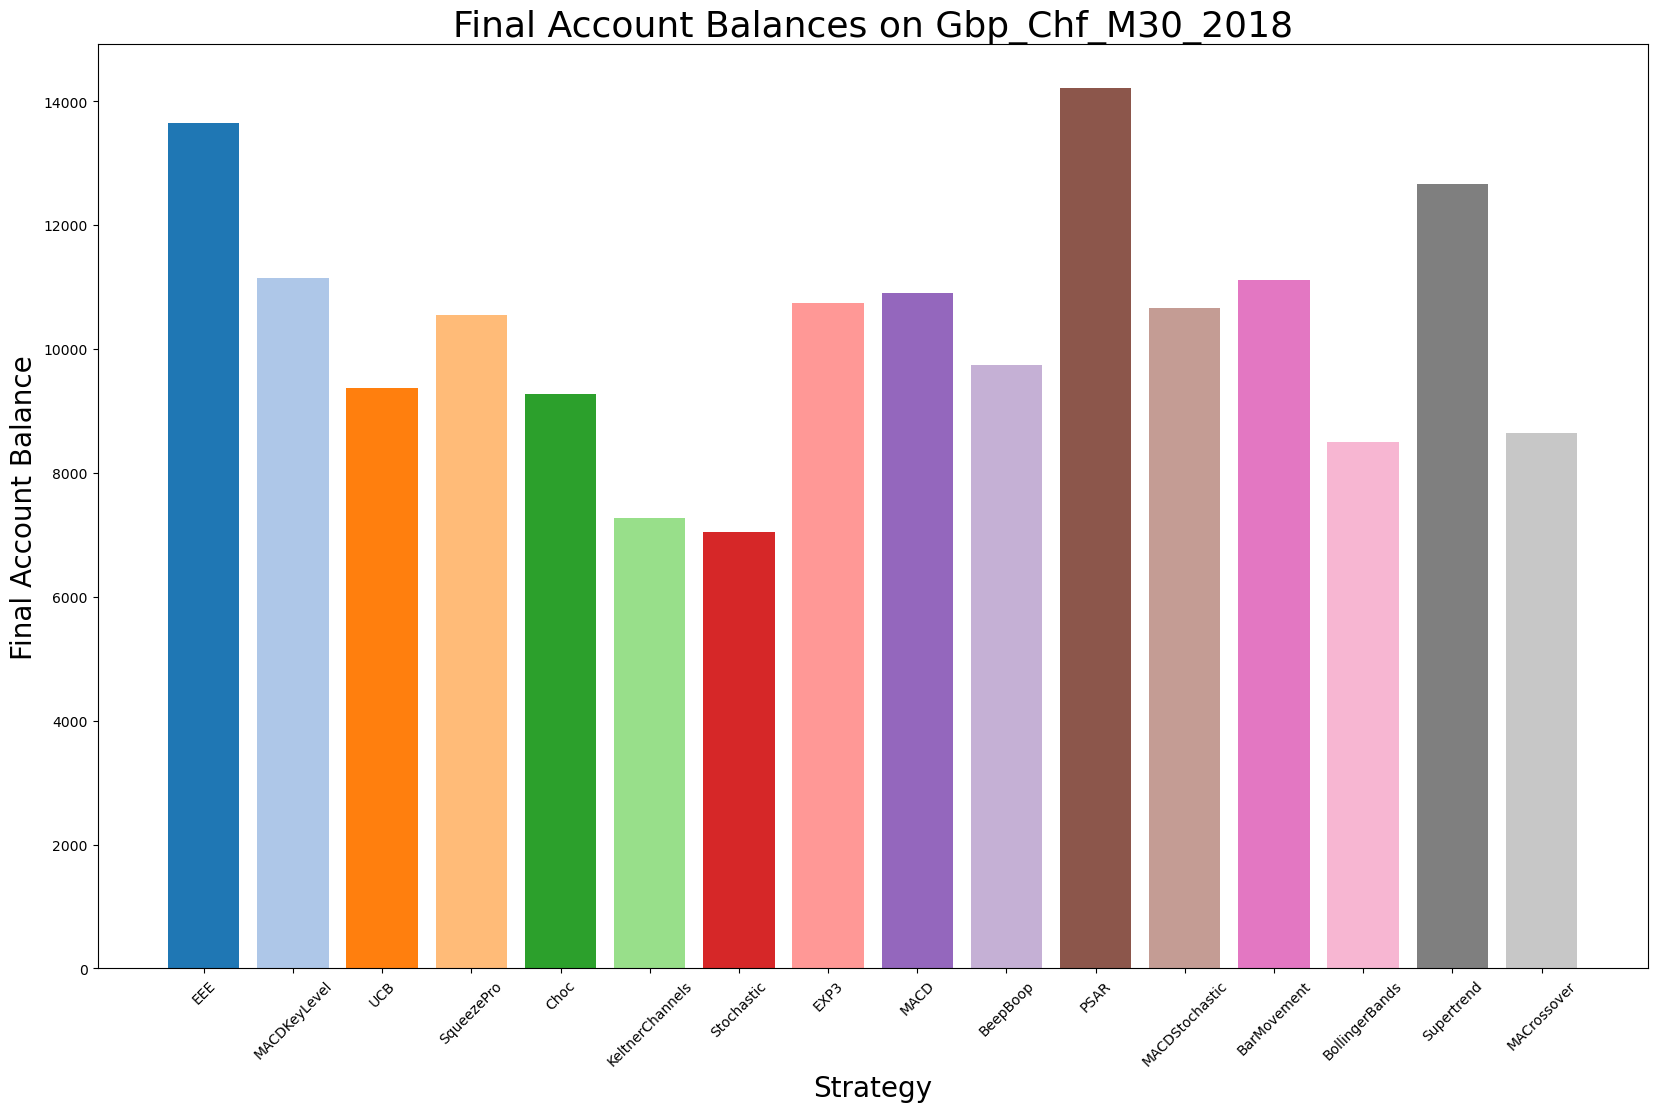 Final Account Balances on Gbp_Chf_M30_2018
Final Account Balance
14000
12000
10000
8000
6000
4000
2000
0
EEE
MACDKeyLevel
UCB
SqueezePro
Choc
KeltnerChannels
Stochastic
EXP3
MACD
BeepBoop
PSAR
MACDStochastic
BarMovement
BollingerBands
Supertrend
MACrossover
Strategy